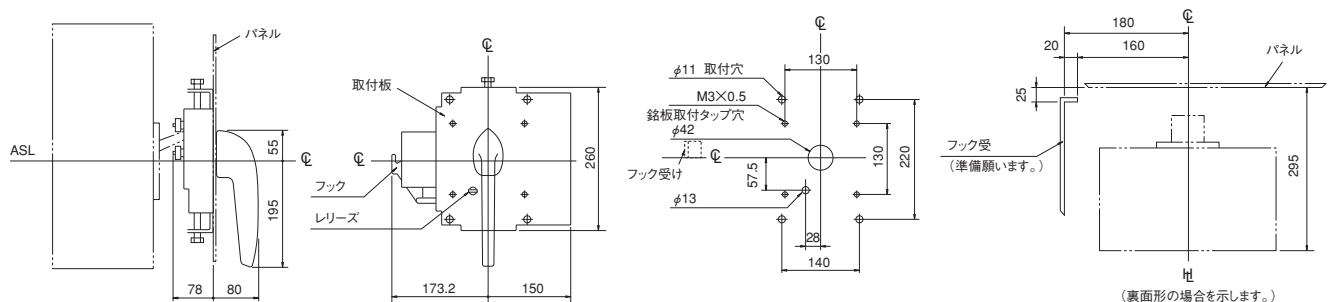 パネル
ASL
℄
55
195
78
80
℄
取付板
℄
フック
レリーズ
260
173.2
150
℄
130
φ11 取付穴
M3×0.5
銘板取付タップ穴
φ42
℄
フック受け
57.5
φ13
130
220
28
140
℄
180
20
160
パネル
25
フック受
(準備願います。)
295
(裏面形の場合を示します。)